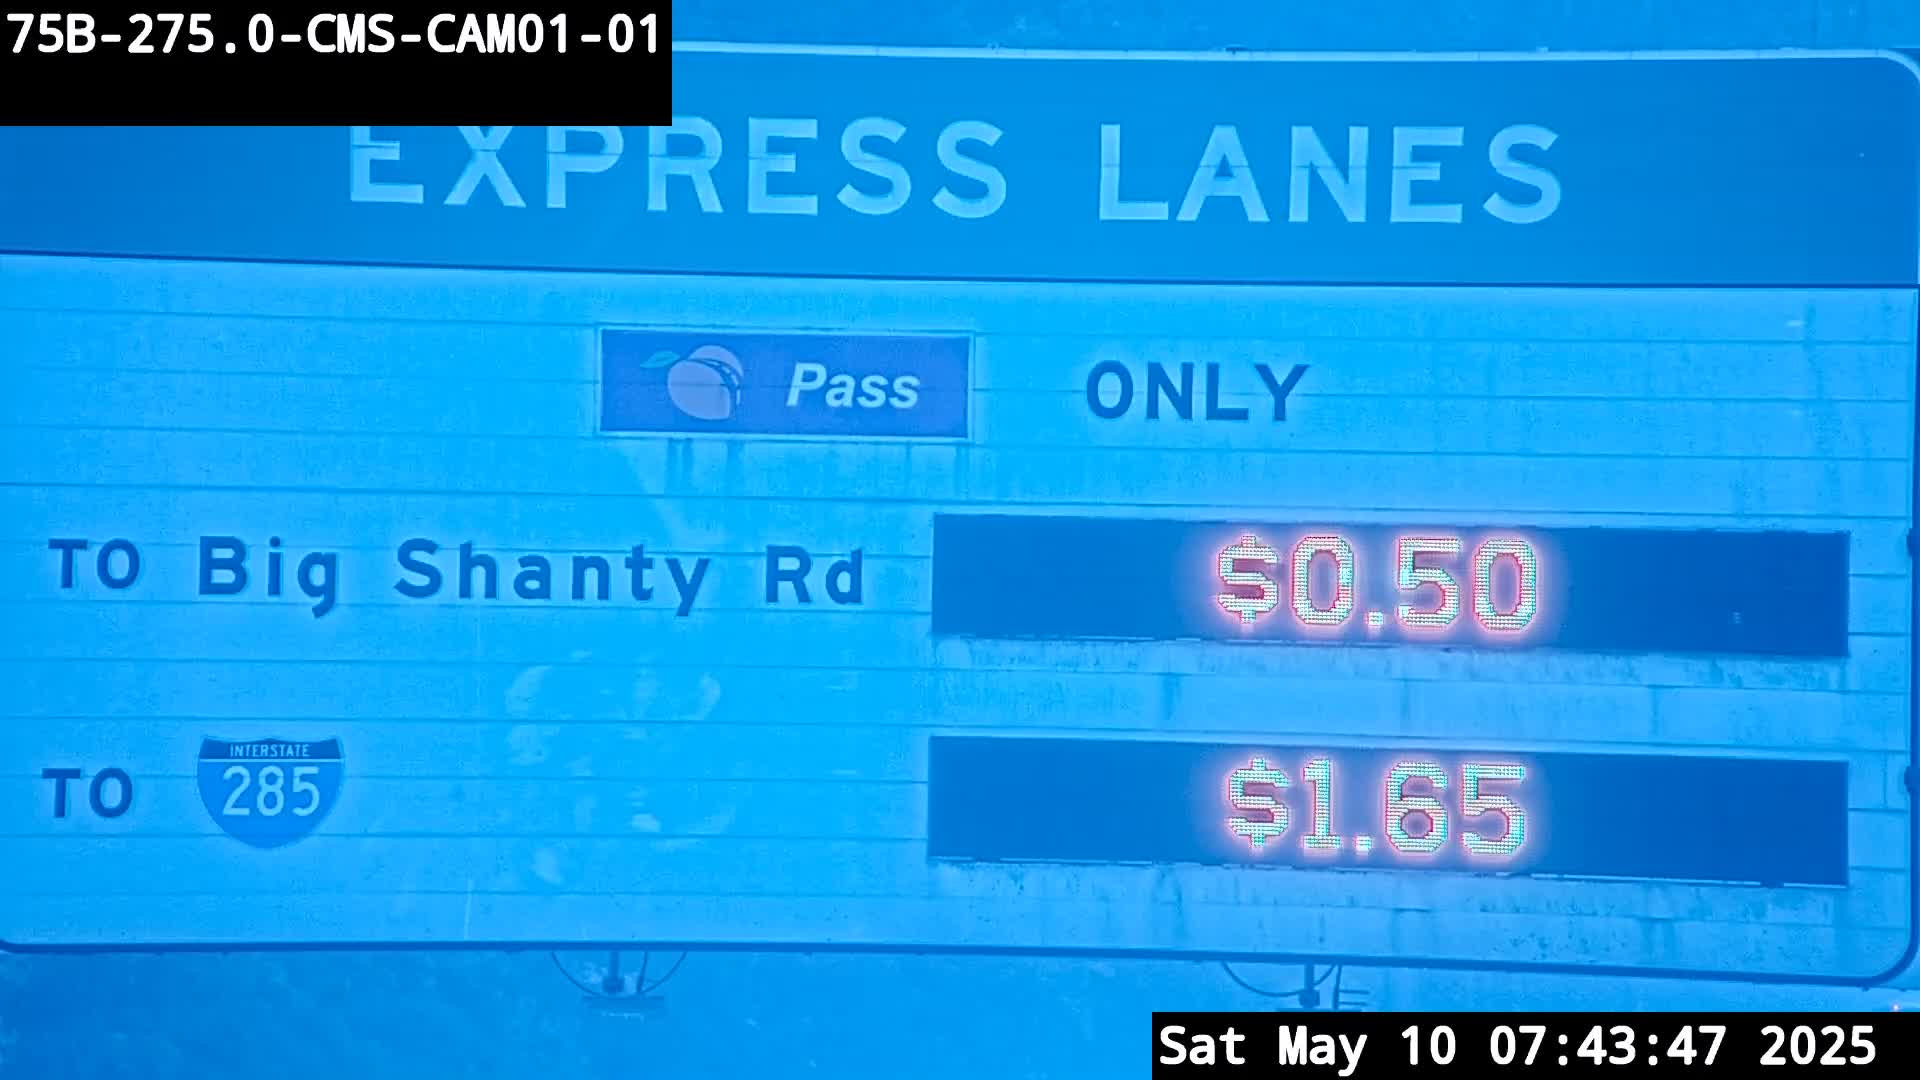 75B-275.0-CMS-CAM01-01
EXPRESS LANES
Pass ONLY
TO Big Shanty Rd $0.50
TO INTERSTATE 285 $1.65
Sat May 10 07:43:47 2025